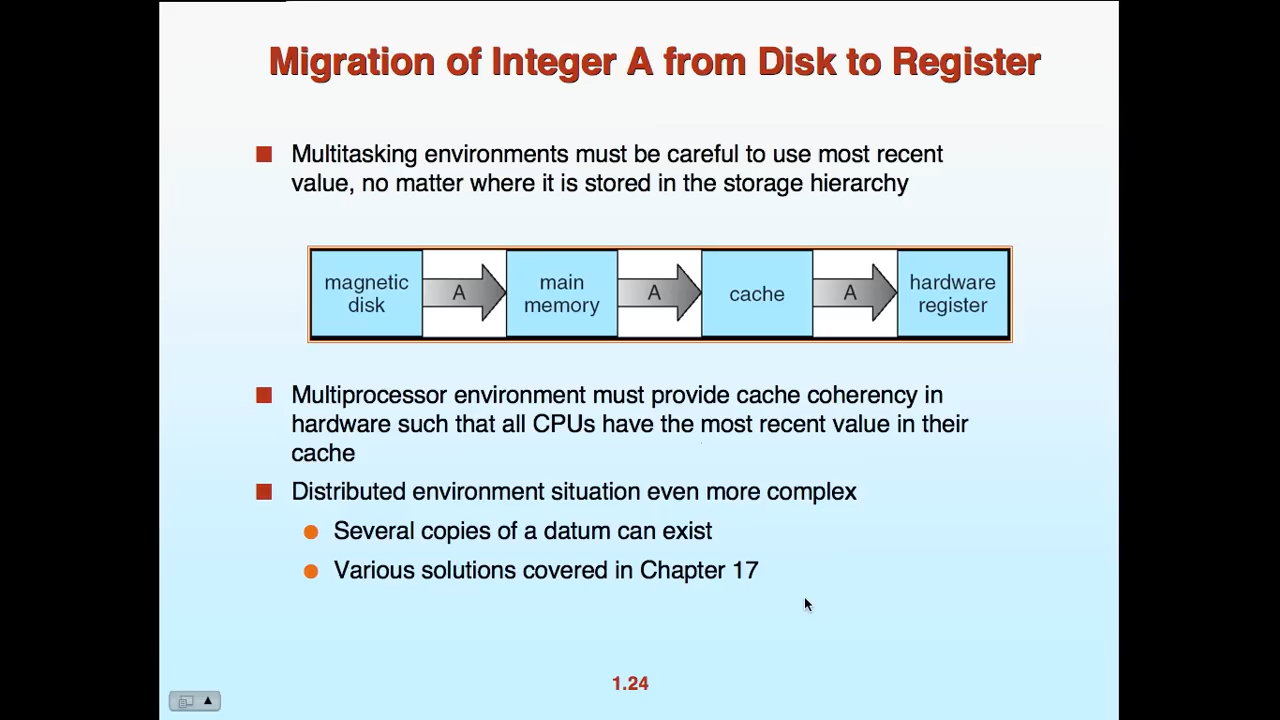 Migration of Integer A from Disk to Register
Multitasking environments must be careful to use most recent
value, no matter where it is stored in the storage hierarchy
magnetic
disk
A
main
memory
A
cache
A
hardware
register
Multiprocessor environment must provide cache coherency in
hardware such that all CPUs have the most recent value in their
cache
Distributed environment situation even more complex
Several copies of a datum can exist
Various solutions covered in Chapter 17
1.24